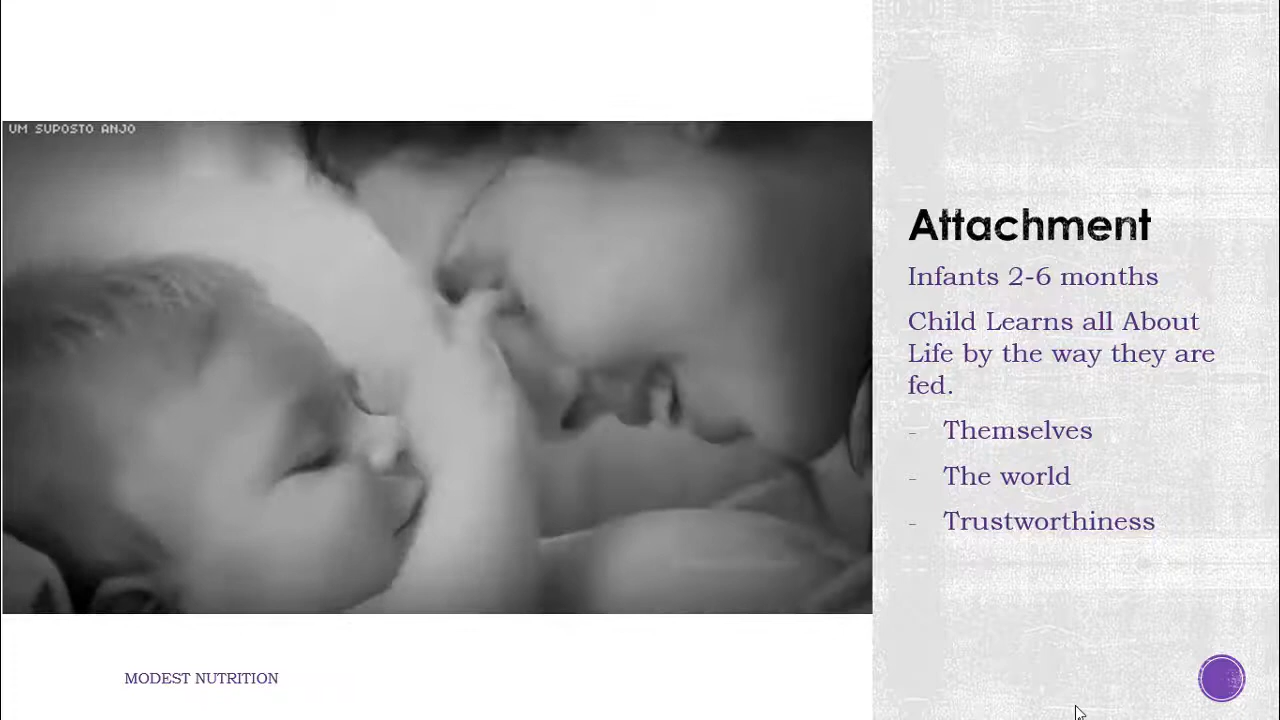 UM SUPOSTO ANJO
Attachment
Infants 2-6 months
Child Learns all About
Life by the way they are
fed.
- Themselves
- The world
- Trustworthiness
MODEST NUTRITION